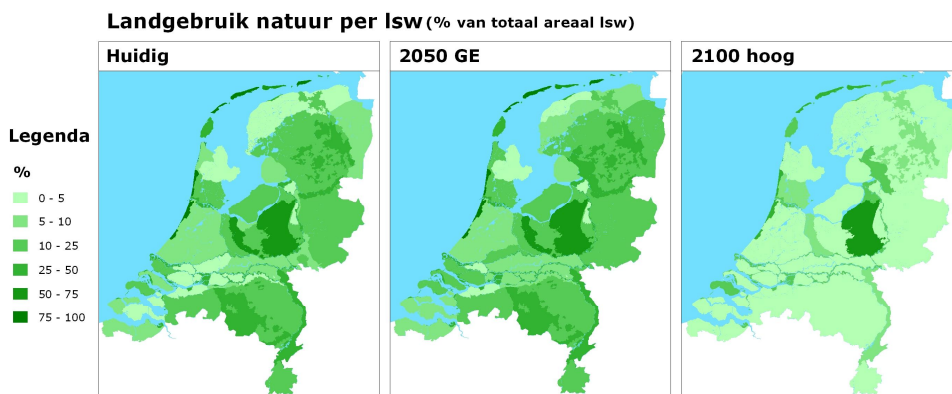 Landgebruik natuur per lsw (% van totaal areaal lsw)
Huidig
2050 GE
2100 hoog
Legenda
%
0 - 5
5 - 10
10 - 25
25 - 50
50 - 75
75 - 100